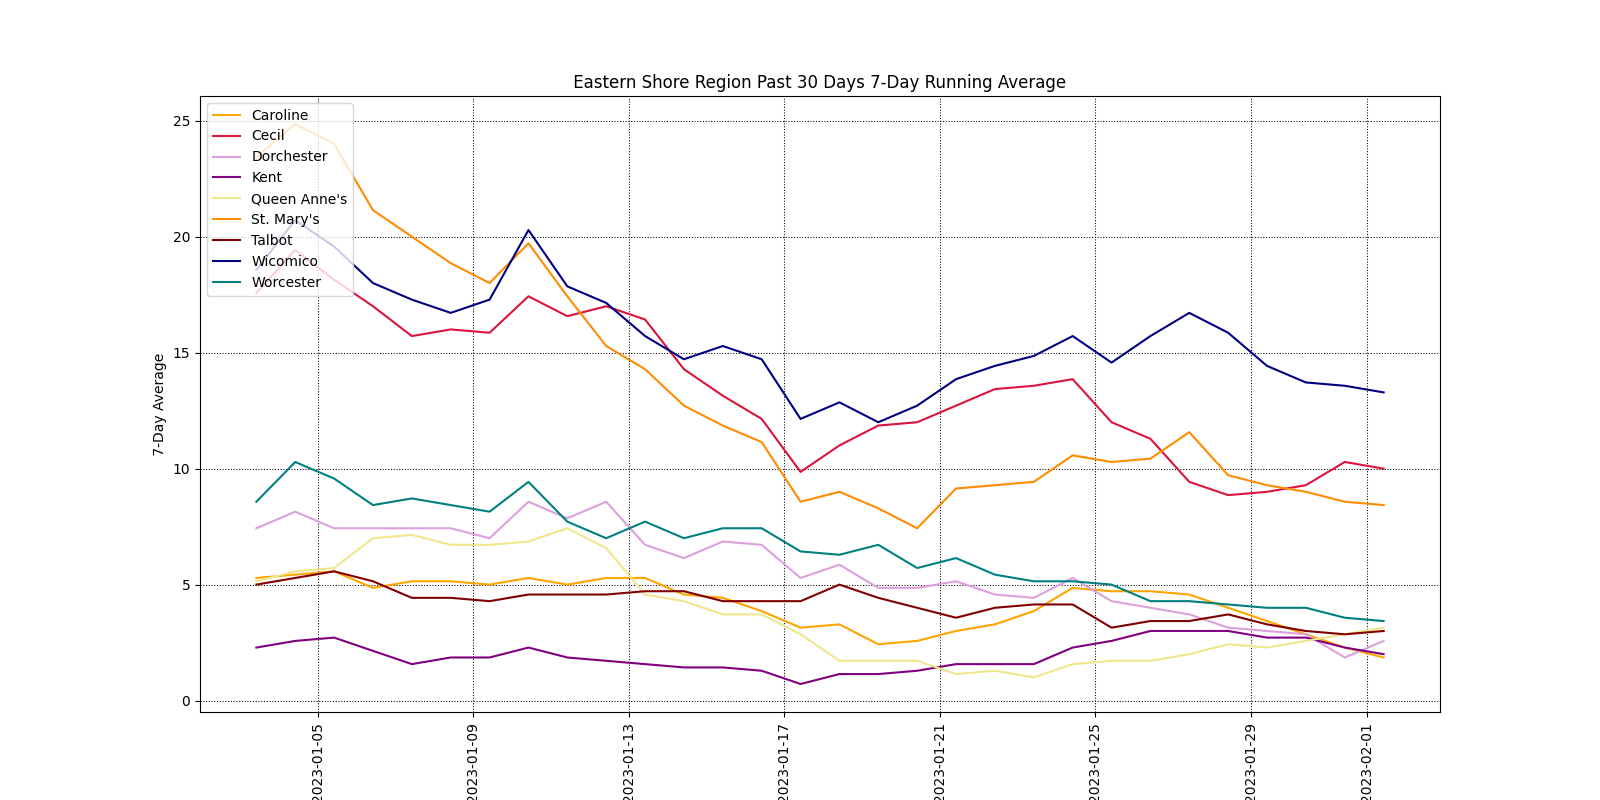 Eastern Shore Region Past 30 Days 7-Day Running Average
Caroline
Cecil
Dorchester
Kent
Queen Anne's
St. Mary's
Talbot
Wicomico
Worcester
7-Day Average
25
20
15
10
5
0
2023-01-05
2023-01-09
2023-01-13
2023-01-17
2023-01-21
2023-01-25
2023-01-29
2023-02-01